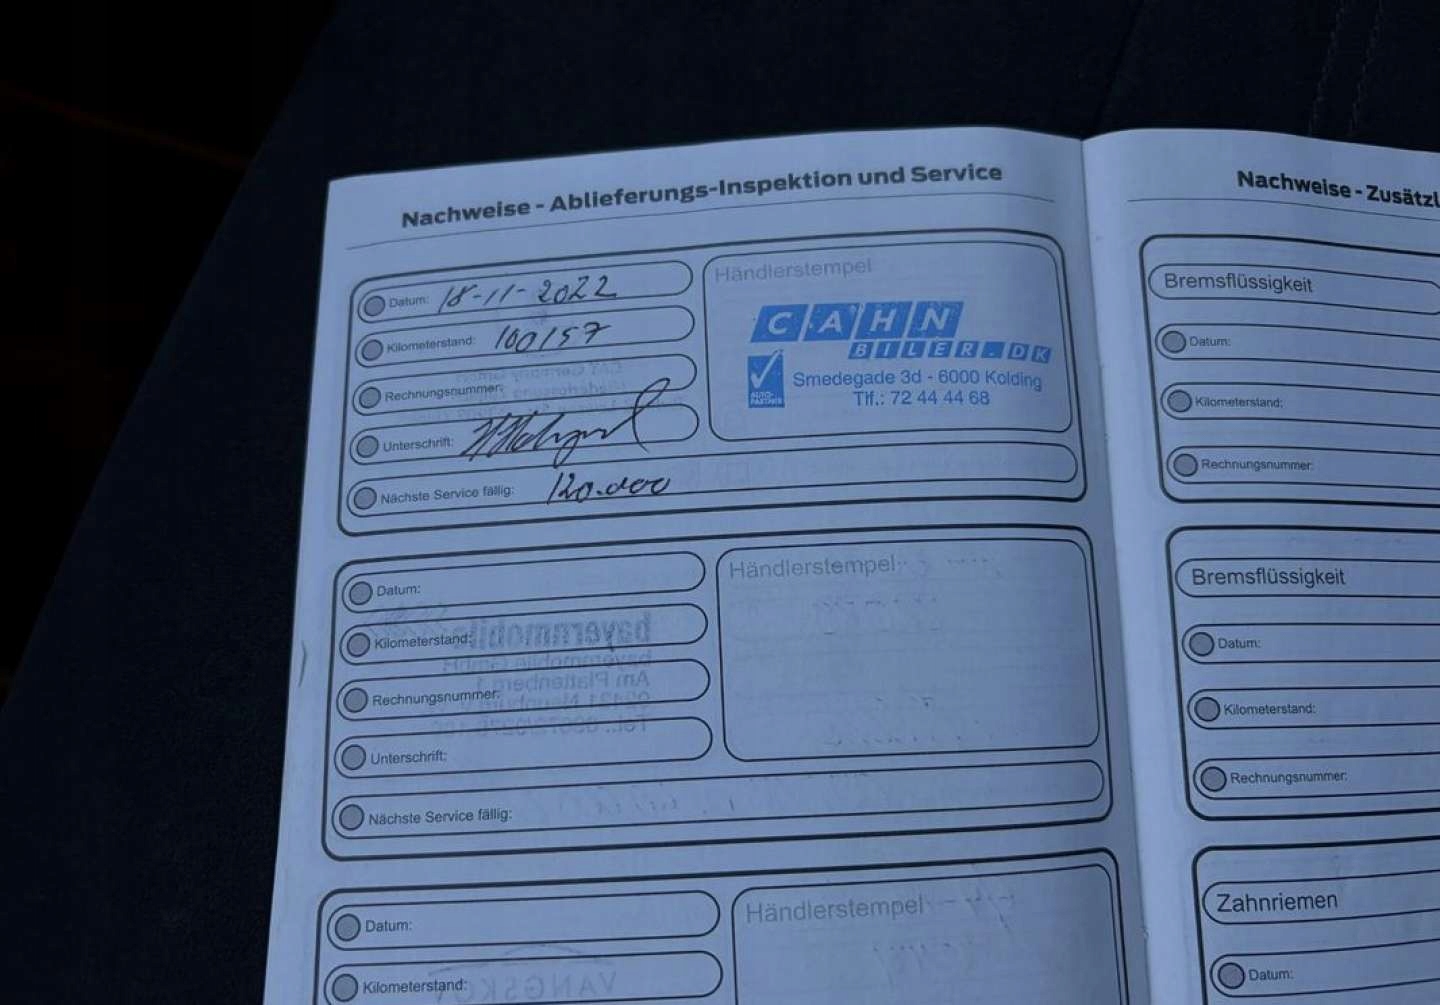 Nachweise - Ablieferungs-Inspektion und Service
Datum: 18-11-2022
Kilometerstand: 100157
Rechnungsnummer:
Unterschrift:
Nächste Service fällig: 120.000
Händlerstempel
CAHN
BILER.DK
AUTO-
PARTNER
Smedegade 3d - 6000 Kolding
Tlf.: 72 44 44 68
Datum:
Kilometerstand:
Rechnungsnummer:
Unterschrift:
Nächste Service fällig:
Händlerstempel
Datum:
Kilometerstand:
Händlerstempel
Nachweise - Zusätzl
Bremsflüssigkeit
Datum:
Kilometerstand:
Rechnungsnummer:
Bremsflüssigkeit
Datum:
Kilometerstand:
Rechnungsnummer:
Zahnriemen
Datum: